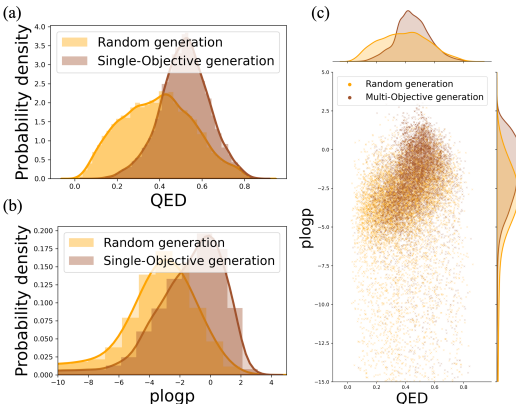 (a)
Random generation
Single-Objective generation
Probability density
4.0
3.5
3.0
2.5
2.0
1.5
1.0
0.5
0.0
0.0 0.2 0.4 0.6 0.8
QED
(b)
Random generation
Single-Objective generation
Probability density
0.200
0.175
0.150
0.125
0.100
0.075
0.050
0.025
0.000
−10 −8 −6 −4 −2 0 2 4
plogp
(c)
Random generation
Multi-Objective generation
plogp
5.0
2.5
0.0
−2.5
−5.0
−7.5
−10.0
−12.5
−15.0
0.0 0.2 0.4 0.6 0.8
QED